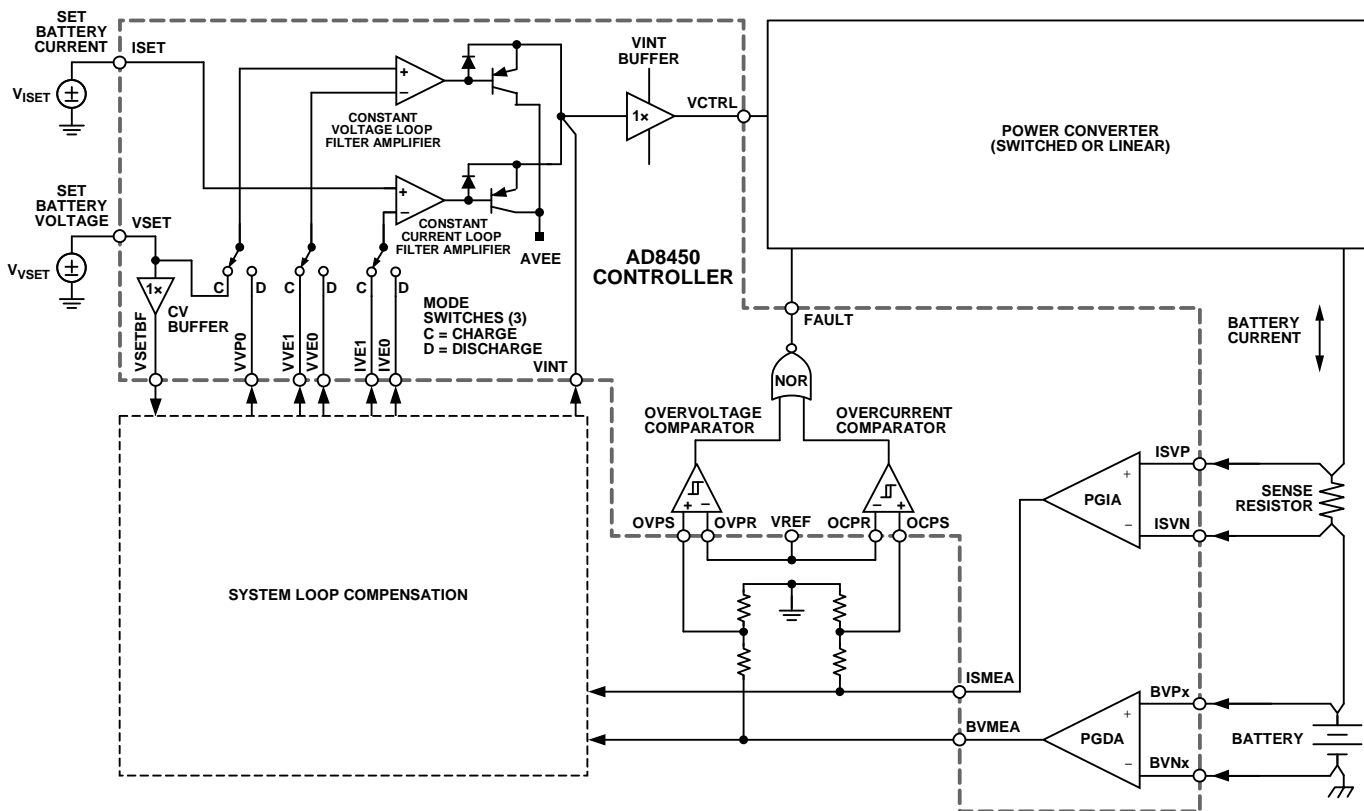 SET
BATTERY
CURRENT
ISET
VISET
±
SET
BATTERY
VOLTAGE
VSET
VVSET
±
1×
CV
BUFFER
+
−
CONSTANT
VOLTAGE LOOP
FILTER AMPLIFIER
+
−
CONSTANT
CURRENT LOOP
FILTER AMPLIFIER
AVEE
VINT
BUFFER
1×
VCTRL
POWER CONVERTER
(SWITCHED OR LINEAR)
AD8450
CONTROLLER
C D C D C D
MODE
SWITCHES (3)
C = CHARGE
D = DISCHARGE
VSETBF
VVP0
VVE1
VVE0
IVE1
IVE0
VINT
FAULT
BATTERY
CURRENT
NOR
OVERVOLTAGE
COMPARATOR
OVERCURRENT
COMPARATOR
+ −
− +
OVPS OVPR VREF OCPR OCPS
ISVP
+
PGIA
−
ISVN
SENSE
RESISTOR
SYSTEM LOOP COMPENSATION
ISMEA
BVMEA
BVPx
+
PGDA
−
BVNx
BATTERY